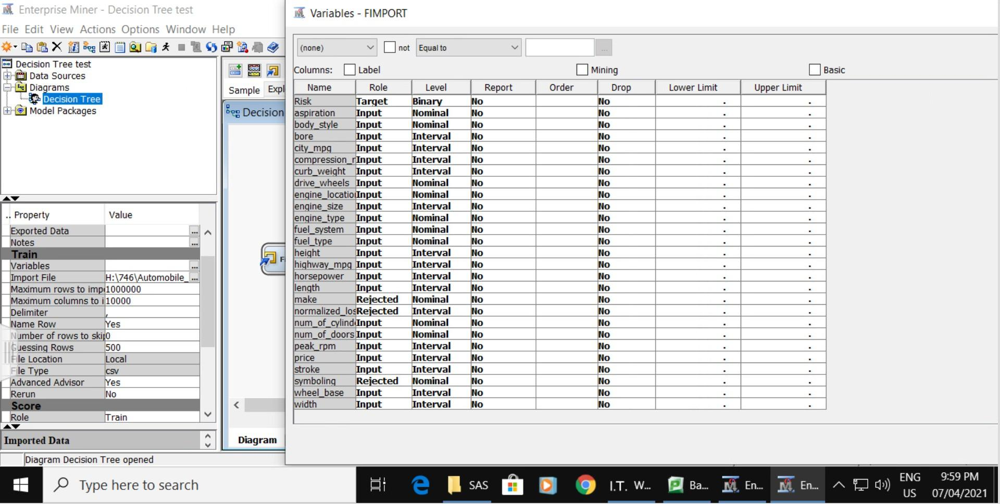 Enterprise Miner - Decision Tree test
File Edit View Actions Options Window Help
Decision Tree test
Data Sources
Diagrams
Decision Tree
Model Packages
.. Property Value
Exported Data ...
Notes ...
Train
Variables ...
Import File H:\746\Automobile_ ...
Maximum rows to imp 1000000
Maximum columns to i 10000
Delimiter ,
Name Row Yes
Number of rows to skip 0
Guessing Rows 500
File Location Local
File Type csv
Advanced Advisor Yes
Rerun No
Score
Role Train
Imported Data
Diagram Decision Tree opened
Sample Expl
Decision
Fi
Diagram
Variables - FIMPORT
(none) not Equal to ...
Columns: Label Mining Basic
Name Role Level Report Order Drop Lower Limit Upper Limit
Risk Target Binary No No . .
aspiration Input Nominal No No . .
body_style Input Nominal No No . .
bore Input Interval No No . .
city_mpg Input Interval No No . .
compression_r Input Interval No No . .
curb_weight Input Interval No No . .
drive_wheels Input Nominal No No . .
engine_location Input Nominal No No . .
engine_size Input Interval No No . .
engine_type Input Nominal No No . .
fuel_system Input Nominal No No . .
fuel_type Input Nominal No No . .
height Input Interval No No . .
highway_mpg Input Interval No No . .
horsepower Input Interval No No . .
length Input Interval No No . .
make Rejected Nominal No No . .
normalized_los Rejected Interval No No . .
num_of_cylind Input Nominal No No . .
num_of_doors Input Nominal No No . .
peak_rpm Input Interval No No . .
price Input Interval No No . .
stroke Input Interval No No . .
symboling Rejected Nominal No No . .
wheel_base Input Interval No No . .
width Input Interval No No . .
Type here to search
SAS
I.T. W...
Ba...
En...
En...
ENG
US
9:59 PM
07/04/2021